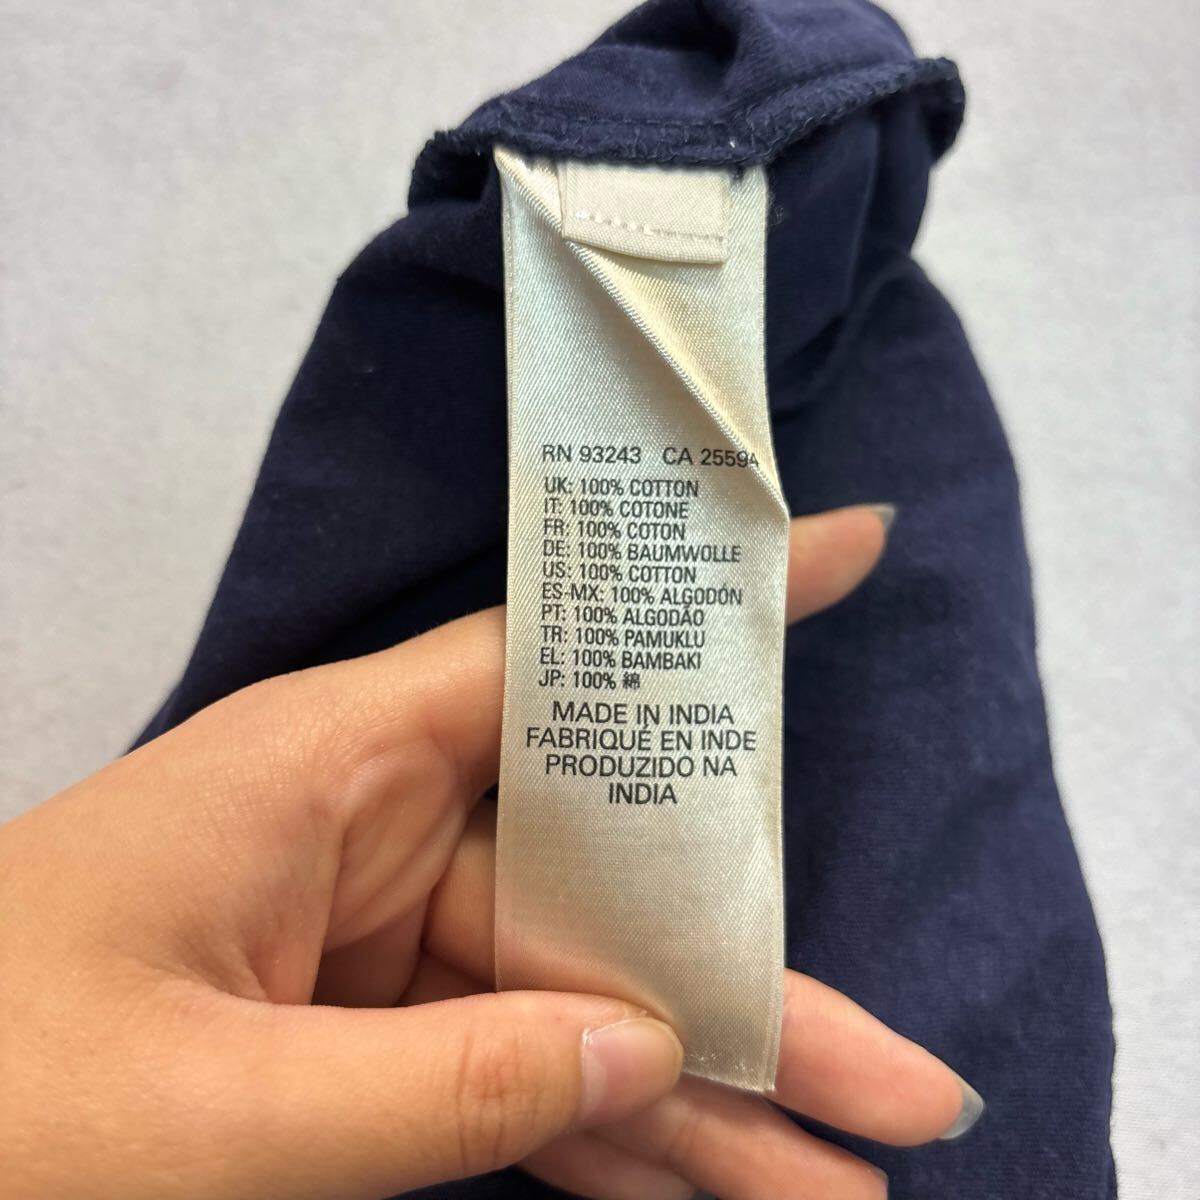 RN 93243 CA 25594
UK: 100% COTTON
IT: 100% COTONE
FR: 100% COTON
DE: 100% BAUMWOLLE
US: 100% COTTON
ES-MX: 100% ALGODÓN
PT: 100% ALGODÃO
TR: 100% PAMUKLU
EL: 100% BAMBAKI
JP: 100% 綿
MADE IN INDIA
FABRIQUÉ EN INDE
PRODUZIDO NA
INDIA